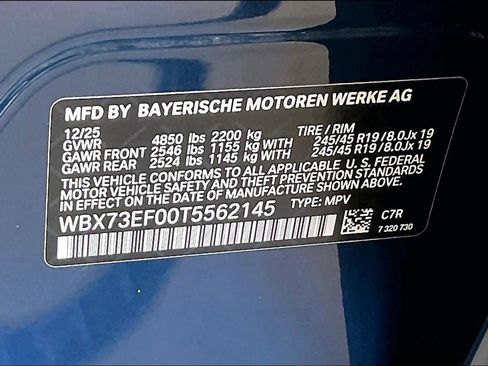 MFD BY BAYERISCHE MOTOREN WERKE AG
12/25 TIRE / RIM
GVWR 4850 lbs 2200 kg
GAWR FRONT 2546 lbs 1155 kg WITH 245/45 R19 / 8.0Jx 19
GAWR REAR 2524 lbs 1145 kg WITH 245/45 R19 / 8.0Jx 19
THIS VEHICLE CONFORMS TO ALL APPLICABLE U.S. FEDERAL
MOTOR VEHICLE SAFETY AND THEFT PREVENTION STANDARDS
IN EFFECT ON THE DATE OF MANUFACTURE SHOWN ABOVE.
WBX73EF00T5562145 TYPE: MPV
C7R
7 320 730